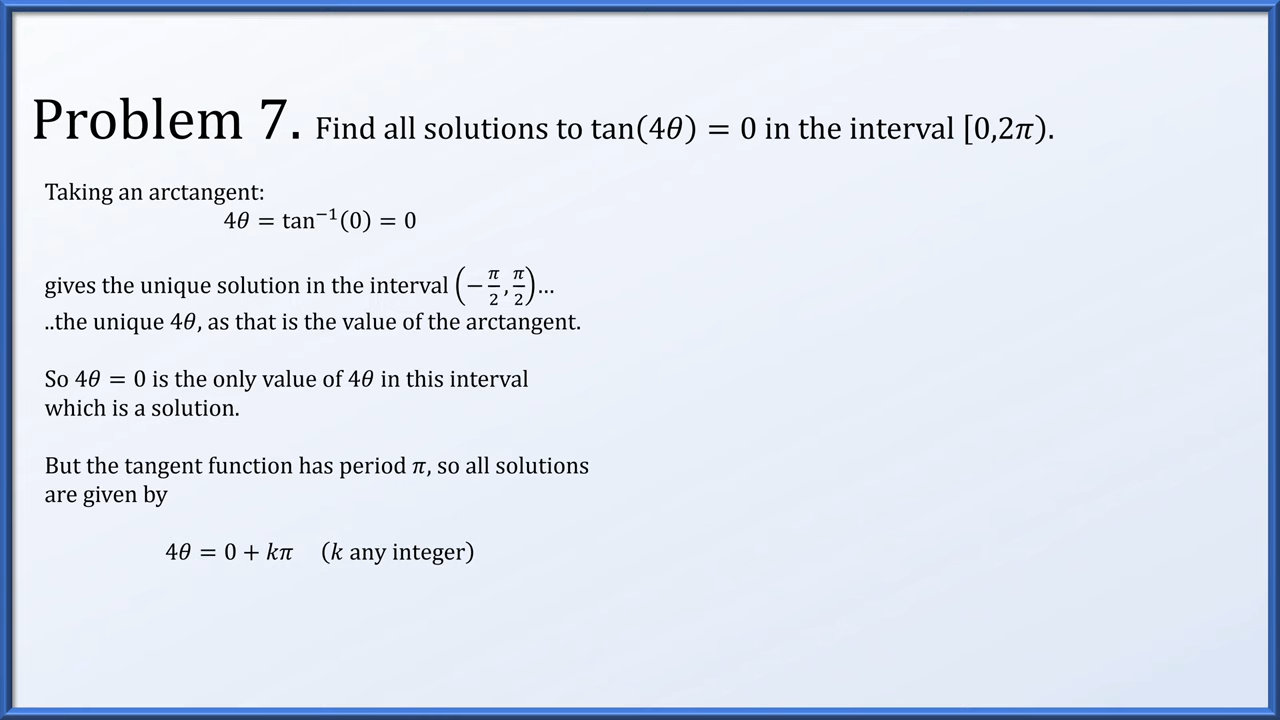 Problem 7. Find all solutions to tan(4θ) = 0 in the interval [0,2π).
Taking an arctangent:
4θ = tan⁻¹(0) = 0
gives the unique solution in the interval (−π/2, π/2)...
..the unique 4θ, as that is the value of the arctangent.
So 4θ = 0 is the only value of 4θ in this interval
which is a solution.
But the tangent function has period π, so all solutions
are given by
4θ = 0 + kπ (k any integer)